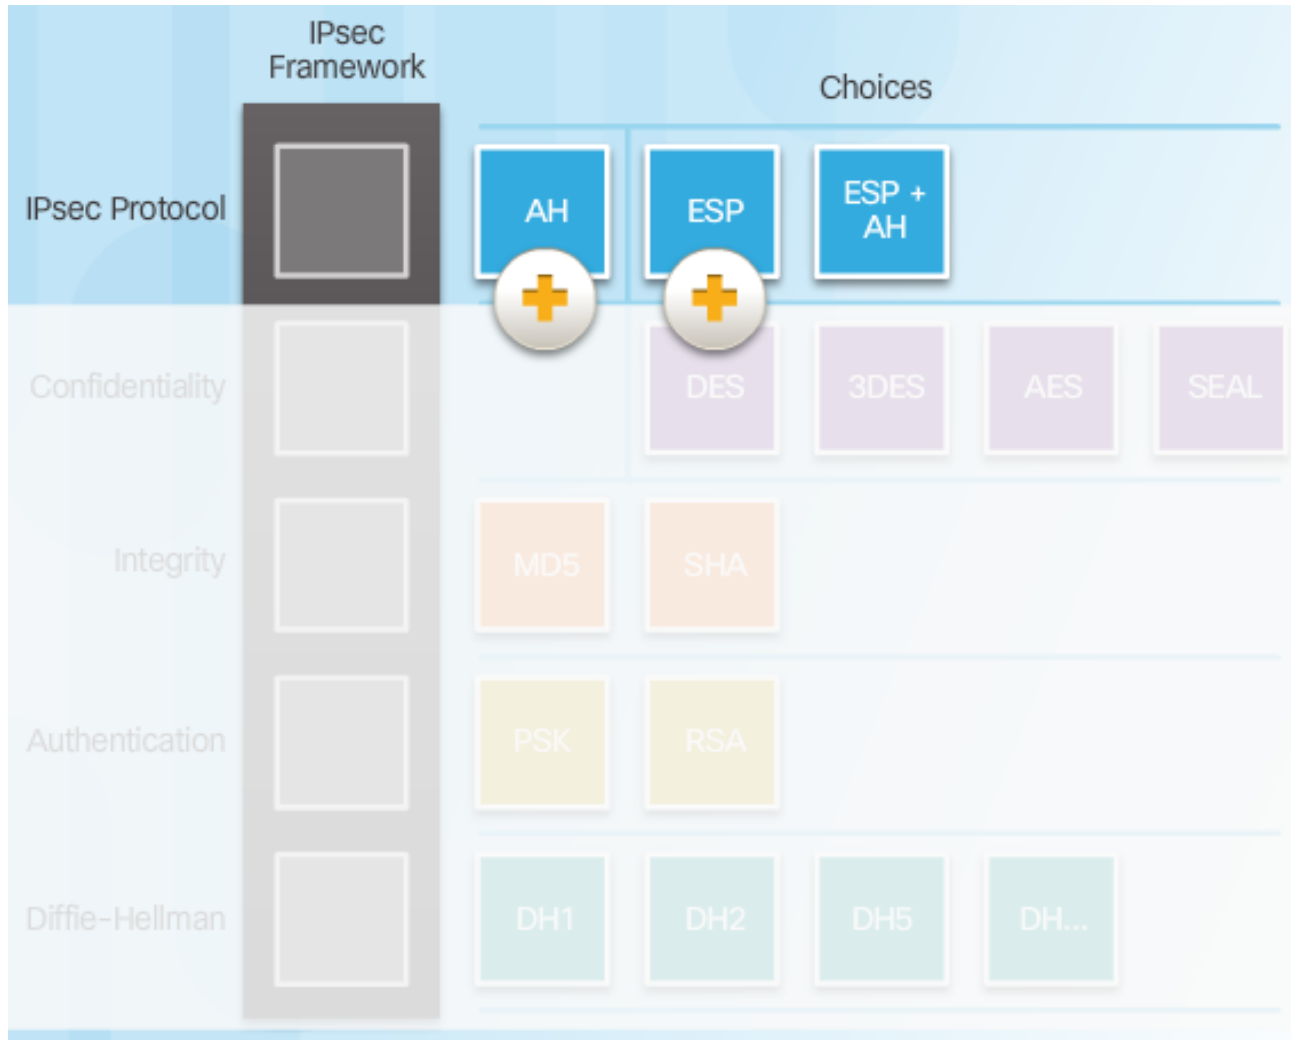 IPsec
Framework
Choices
IPsec Protocol
AH
ESP
ESP +
AH
Confidentiality
DES
3DES
AES
SEAL
Integrity
MD5
SHA
Authentication
PSK
RSA
Diffie-Hellman
DH1
DH2
DH5
DH...